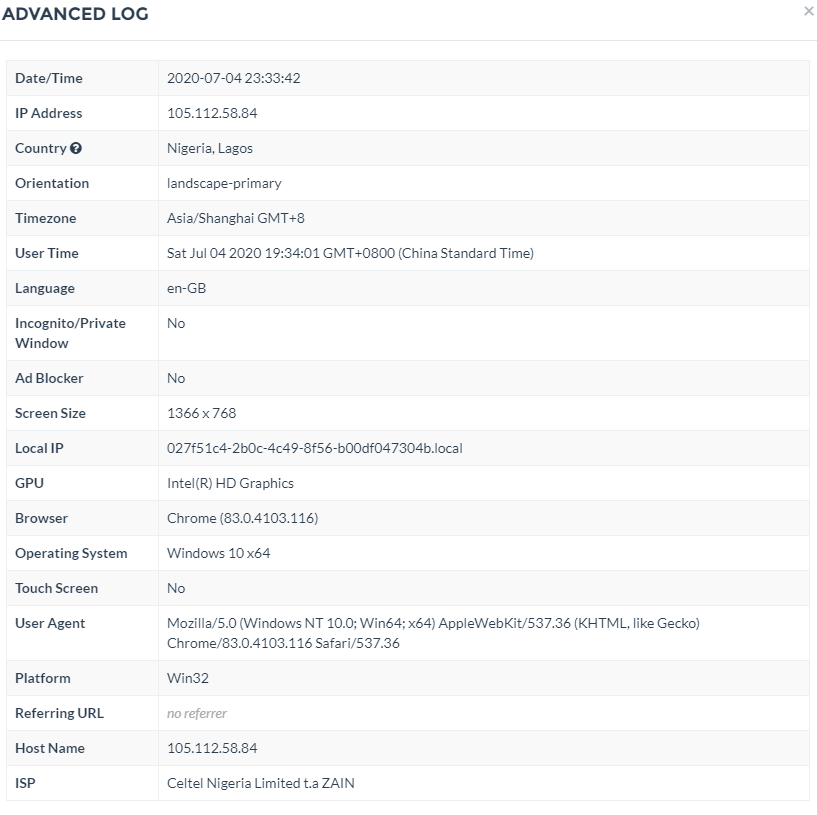 ADVANCED LOG
Date/Time 2020-07-04 23:33:42
IP Address 105.112.58.84
Country Nigeria, Lagos
Orientation landscape-primary
Timezone Asia/Shanghai GMT+8
User Time Sat Jul 04 2020 19:34:01 GMT+0800 (China Standard Time)
Language en-GB
Incognito/Private No
Window
Ad Blocker No
Screen Size 1366 x 768
Local IP 027f51c4-2b0c-4c49-8f56-b00df047304b.local
GPU Intel(R) HD Graphics
Browser Chrome (83.0.4103.116)
Operating System Windows 10 x64
Touch Screen No
User Agent Mozilla/5.0 (Windows NT 10.0; Win64; x64) AppleWebKit/537.36 (KHTML, like Gecko)
Chrome/83.0.4103.116 Safari/537.36
Platform Win32
Referring URL no referrer
Host Name 105.112.58.84
ISP Celtel Nigeria Limited t.a ZAIN